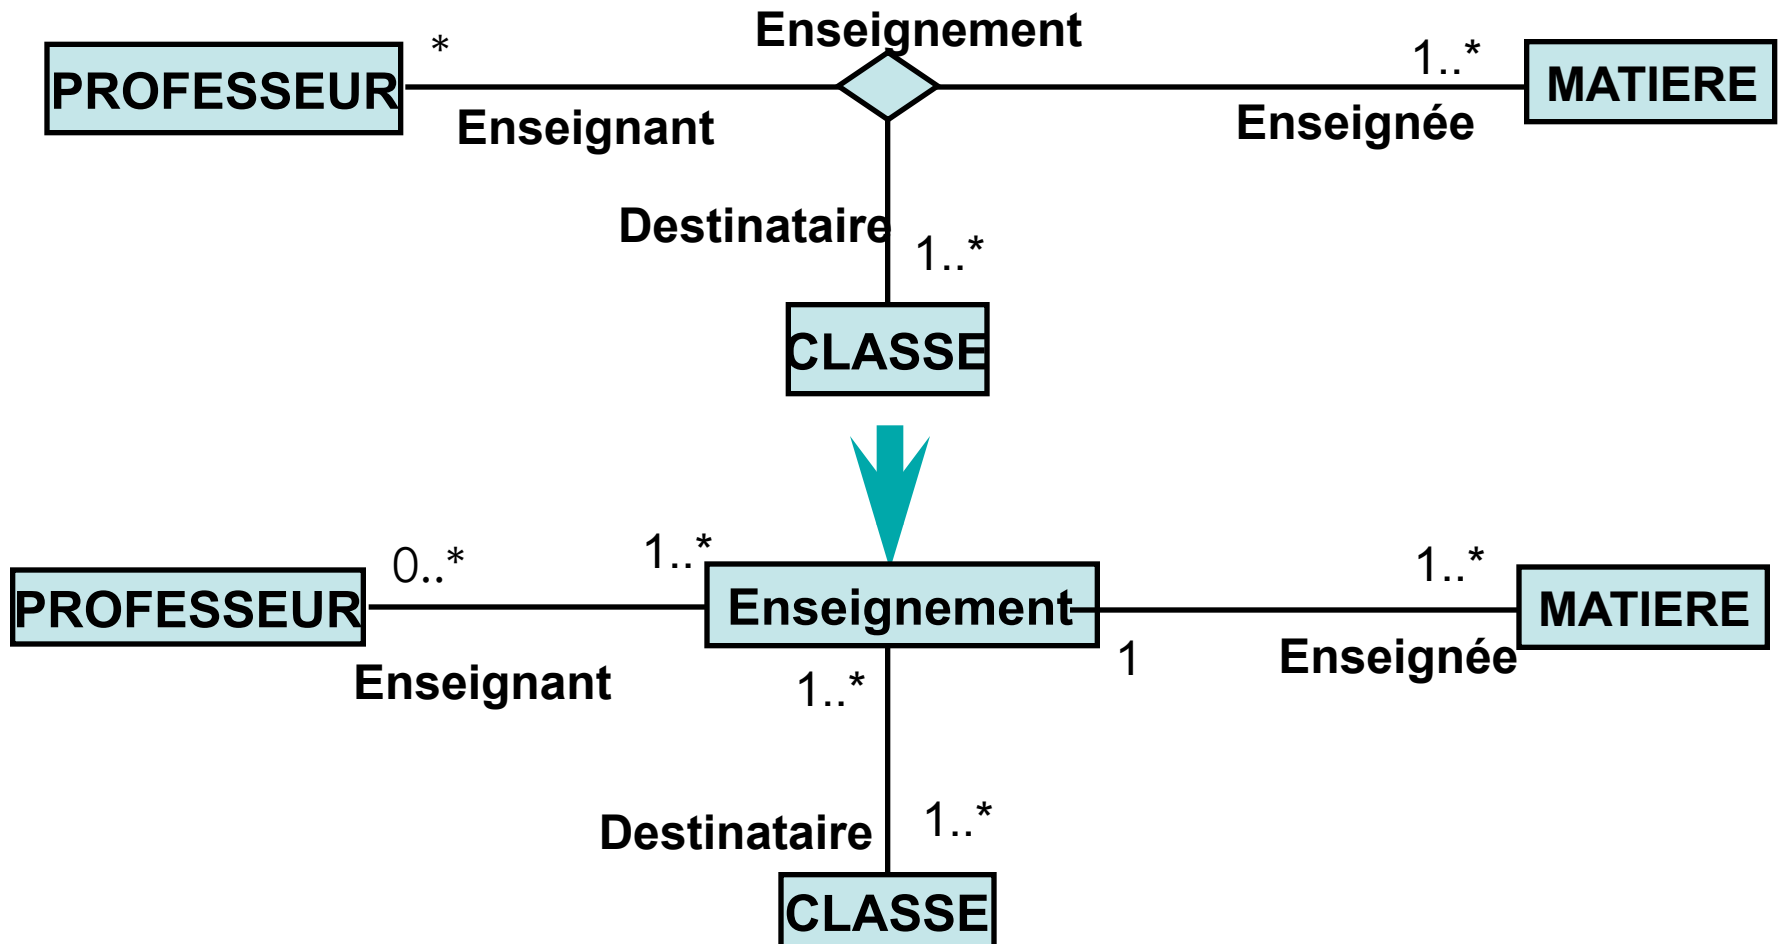 Enseignement
PROFESSEUR
*
1..*
MATIERE
Enseignant
Enseignée
Destinataire
1..*
CLASSE
PROFESSEUR
0..*
1..*
Enseignement
1..*
MATIERE
Enseignant
1..*
1
Enseignée
Destinataire
1..*
CLASSE